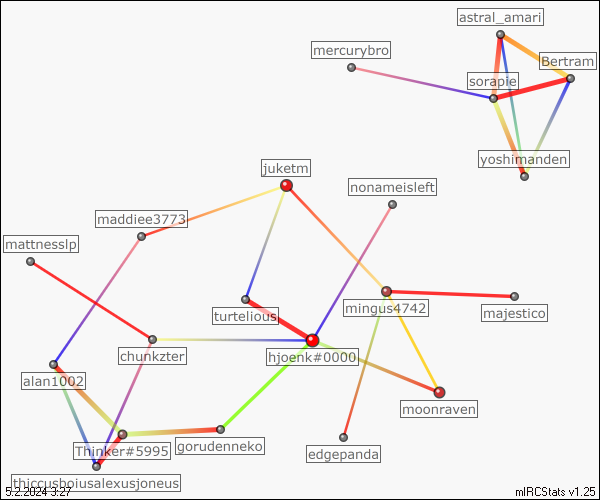 astral_amari
mercurybro
Bertram
sorapie
yoshimanden
juketm
nonameisleft
maddiee3773
mattnesslp
turtelious
mingus4742
majestico
chunkzter
hjoenk#0000
alan1002
moonraven
Thinker#5995
gorudenneko
edgepanda
thiccusboiusalexusjoneus
5.2.2024 3:27
mIRCStats v1.25